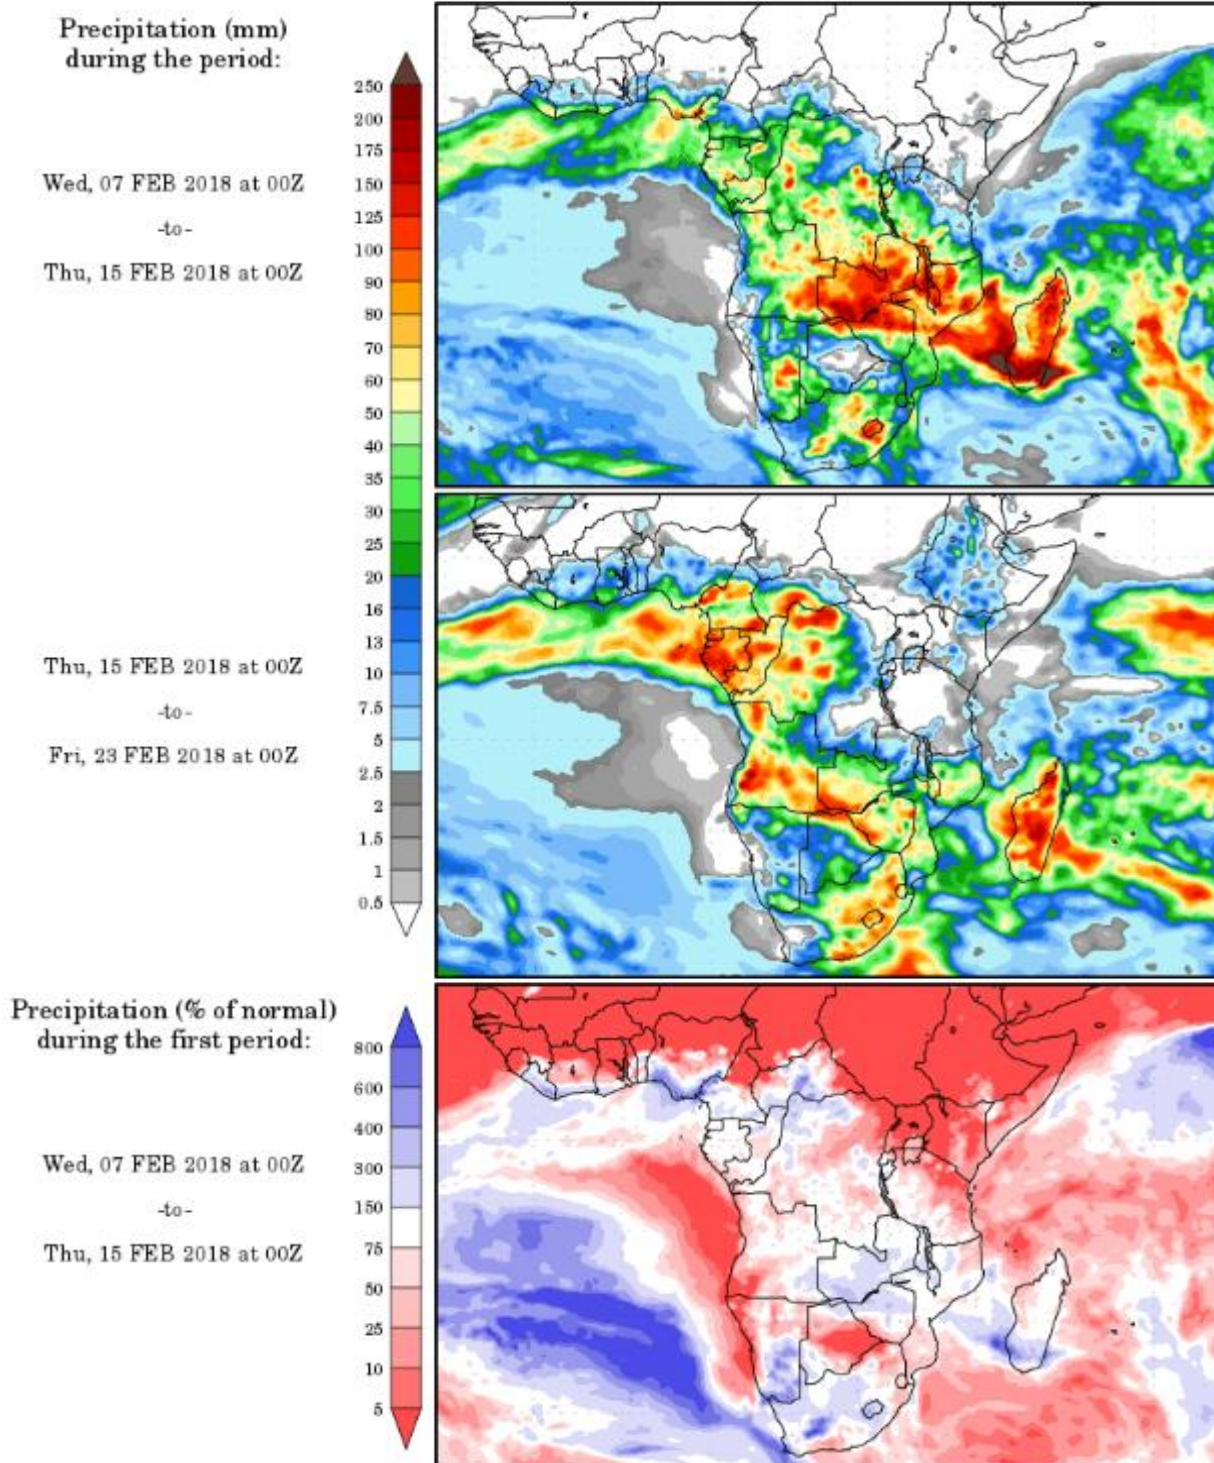 Precipitation (mm)
during the period:
250
200
175
150
125
100
90
80
70
60
50
40
35
30
25
20
16
13
10
7.5
5
2.5
2
1.5
1
0.5
Wed, 07 FEB 2018 at 00Z
-to-
Thu, 15 FEB 2018 at 00Z
Thu, 15 FEB 2018 at 00Z
-to-
Fri, 23 FEB 2018 at 00Z
Precipitation (% of normal)
during the first period:
800
600
400
300
150
75
50
25
10
5
Wed, 07 FEB 2018 at 00Z
-to-
Thu, 15 FEB 2018 at 00Z